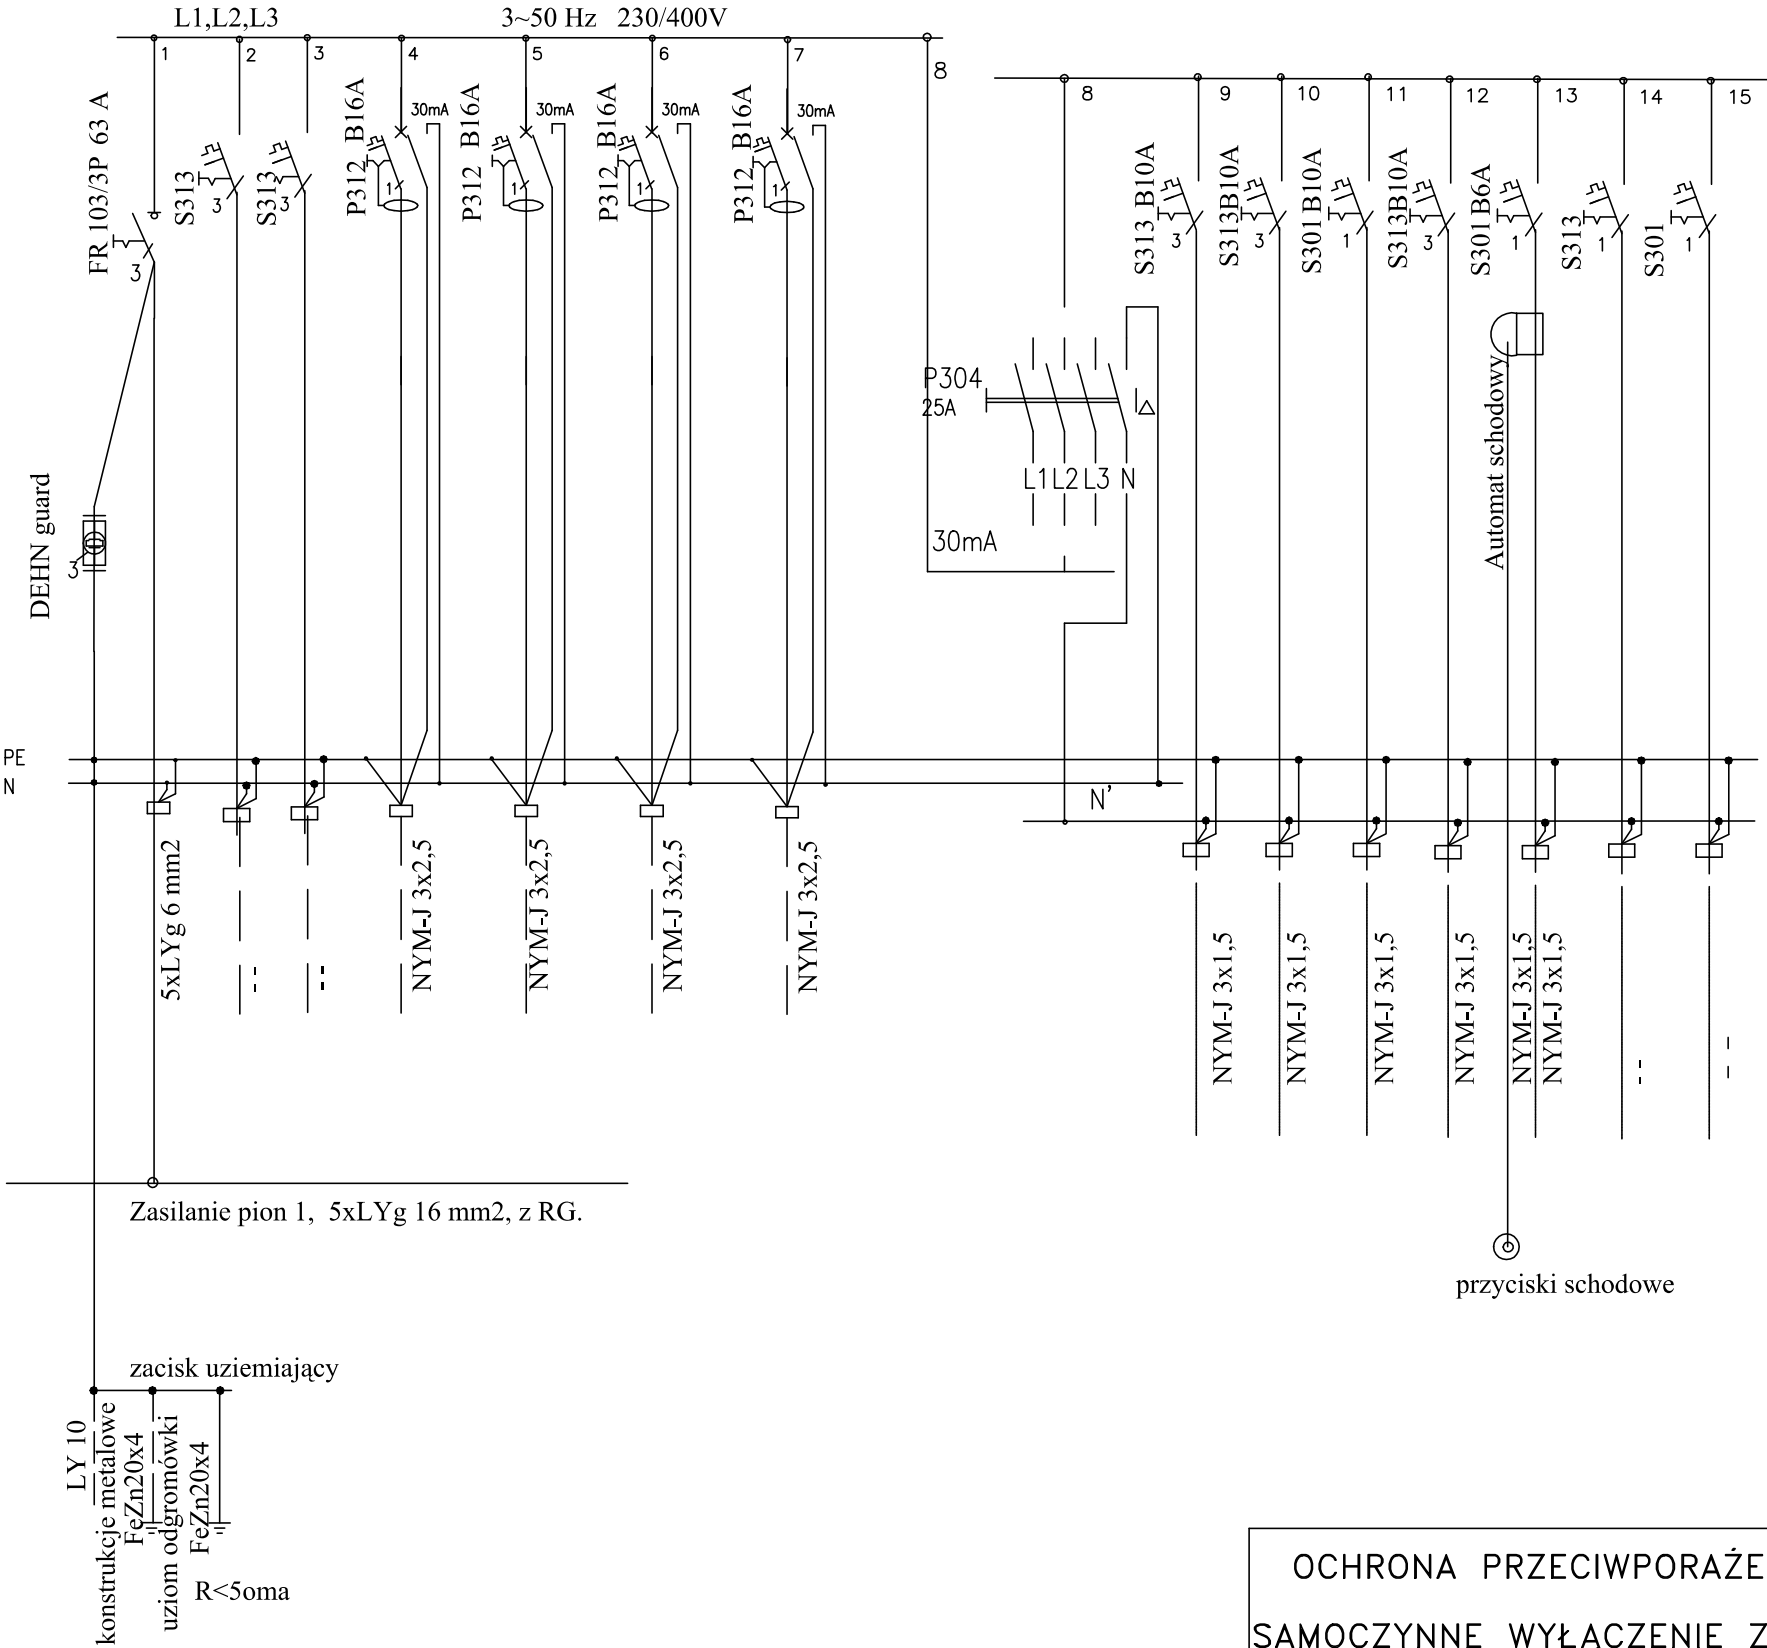 L1,L2,L3 3~50 Hz 230/400V
1 2 3 4 5 6 7 8
8 9 10 11 12 13 14 15
FR 103/3P 63 A
3
S313
3
S313
3
P312 B16A
30mA
1
P312 B16A
30mA
1
P312 B16A
30mA
1
P312 B16A
30mA
1
S313 B10A
3
S313B10A
3
S301 B10A
1
S313B10A
3
S301 B6A
1
S313
1
S301
1
P304
25A
L1 L2 L3 N
30mA
Automat schodowy
DEHN guard
3
PE
N
N'
5xLYg 6 mm2
NYM-J 3x2,5
NYM-J 3x2,5
NYM-J 3x2,5
NYM-J 3x2,5
NYM-J 3x1,5
NYM-J 3x1,5
NYM-J 3x1,5
NYM-J 3x1,5
NYM-J 3x1,5
NYM-J 3x1,5
Zasilanie pion 1, 5xLYg 16 mm2, z RG.
przyciski schodowe
zacisk uziemiający
LY 10
konstrukcje metalowe
FeZn20x4
uziom odgromówki
FeZn20x4
R<5oma
OCHRONA PRZECIWPORAŻE
SAMOCZYNNE WYŁACZENIE Z